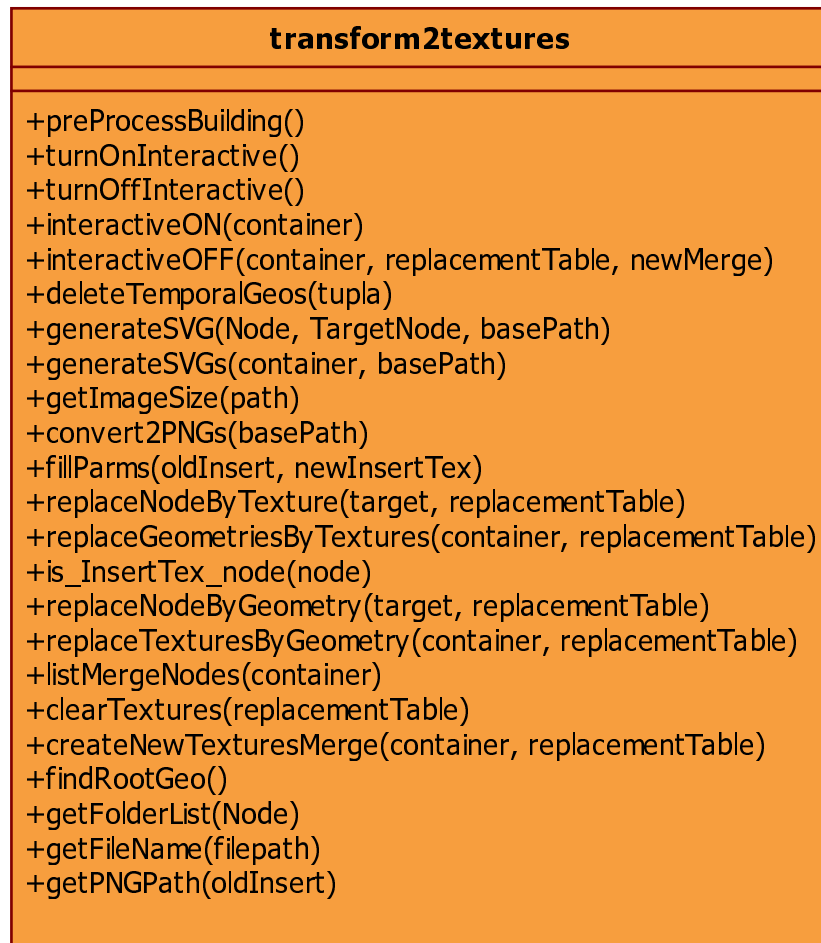 transform2textures
+preProcessBuilding()
+turnOnInteractive()
+turnOffInteractive()
+interactiveON(container)
+interactiveOFF(container, replacementTable, newMerge)
+deleteTemporalGeos(tupla)
+generateSVG(Node, TargetNode, basePath)
+generateSVGs(container, basePath)
+getImageSize(path)
+convert2PNGs(basePath)
+fillParms(oldInsert, newInsertTex)
+replaceNodeByTexture(target, replacementTable)
+replaceGeometriesByTextures(container, replacementTable)
+is_InsertTex_node(node)
+replaceNodeByGeometry(target, replacementTable)
+replaceTexturesByGeometry(container, replacementTable)
+listMergeNodes(container)
+clearTextures(replacementTable)
+createNewTexturesMerge(container, replacementTable)
+findRootGeo()
+getFolderList(Node)
+getFileName(filepath)
+getPNGPath(oldInsert)